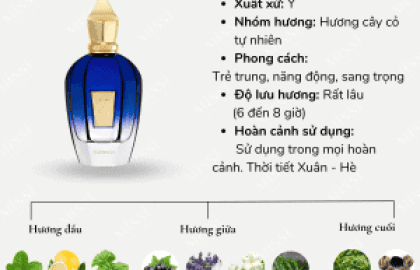 Xuất xứ: Ý
Nhóm hương: Hương cây cỏ
tự nhiên
Phong cách:
Trẻ trung, năng động, sang trọng
Độ lưu hương: Rất lâu
(6 đến 8 giờ)
Hoàn cảnh sử dụng:
Sử dụng trong mọi hoàn
cảnh. Thời tiết Xuân - Hè
Hương đầu
Hương giữa
Hương cuối